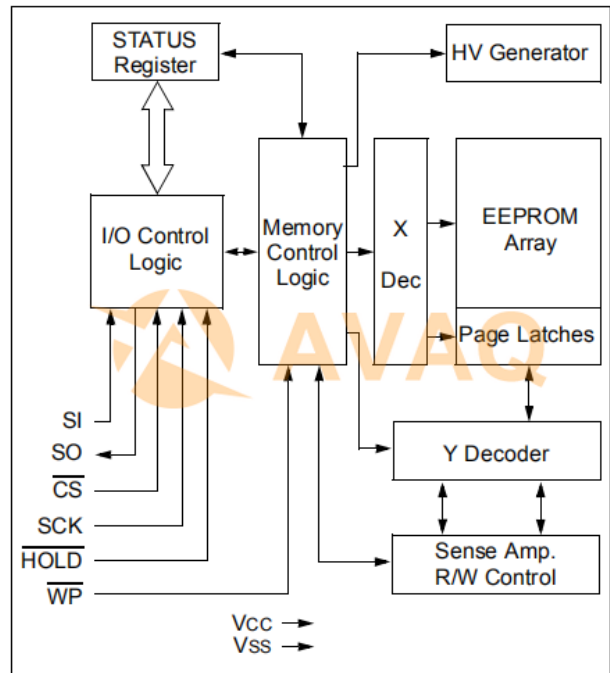 STATUS
Register
HV Generator
I/O Control
Logic
Memory
Control
Logic
X
Dec
EEPROM
Array
Page Latches
AVAQ
SI
SO
CS
SCK
HOLD
WP
Y Decoder
Sense Amp.
R/W Control
VCC
VSS